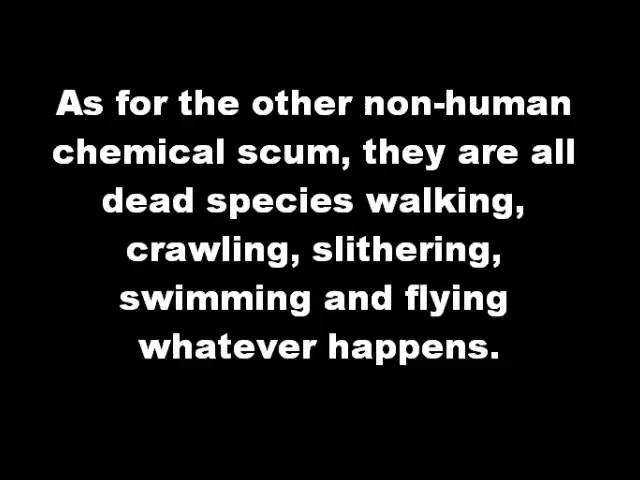 As for the other non-human
chemical scum, they are all
dead species walking,
crawling, slithering,
swimming and flying
whatever happens.